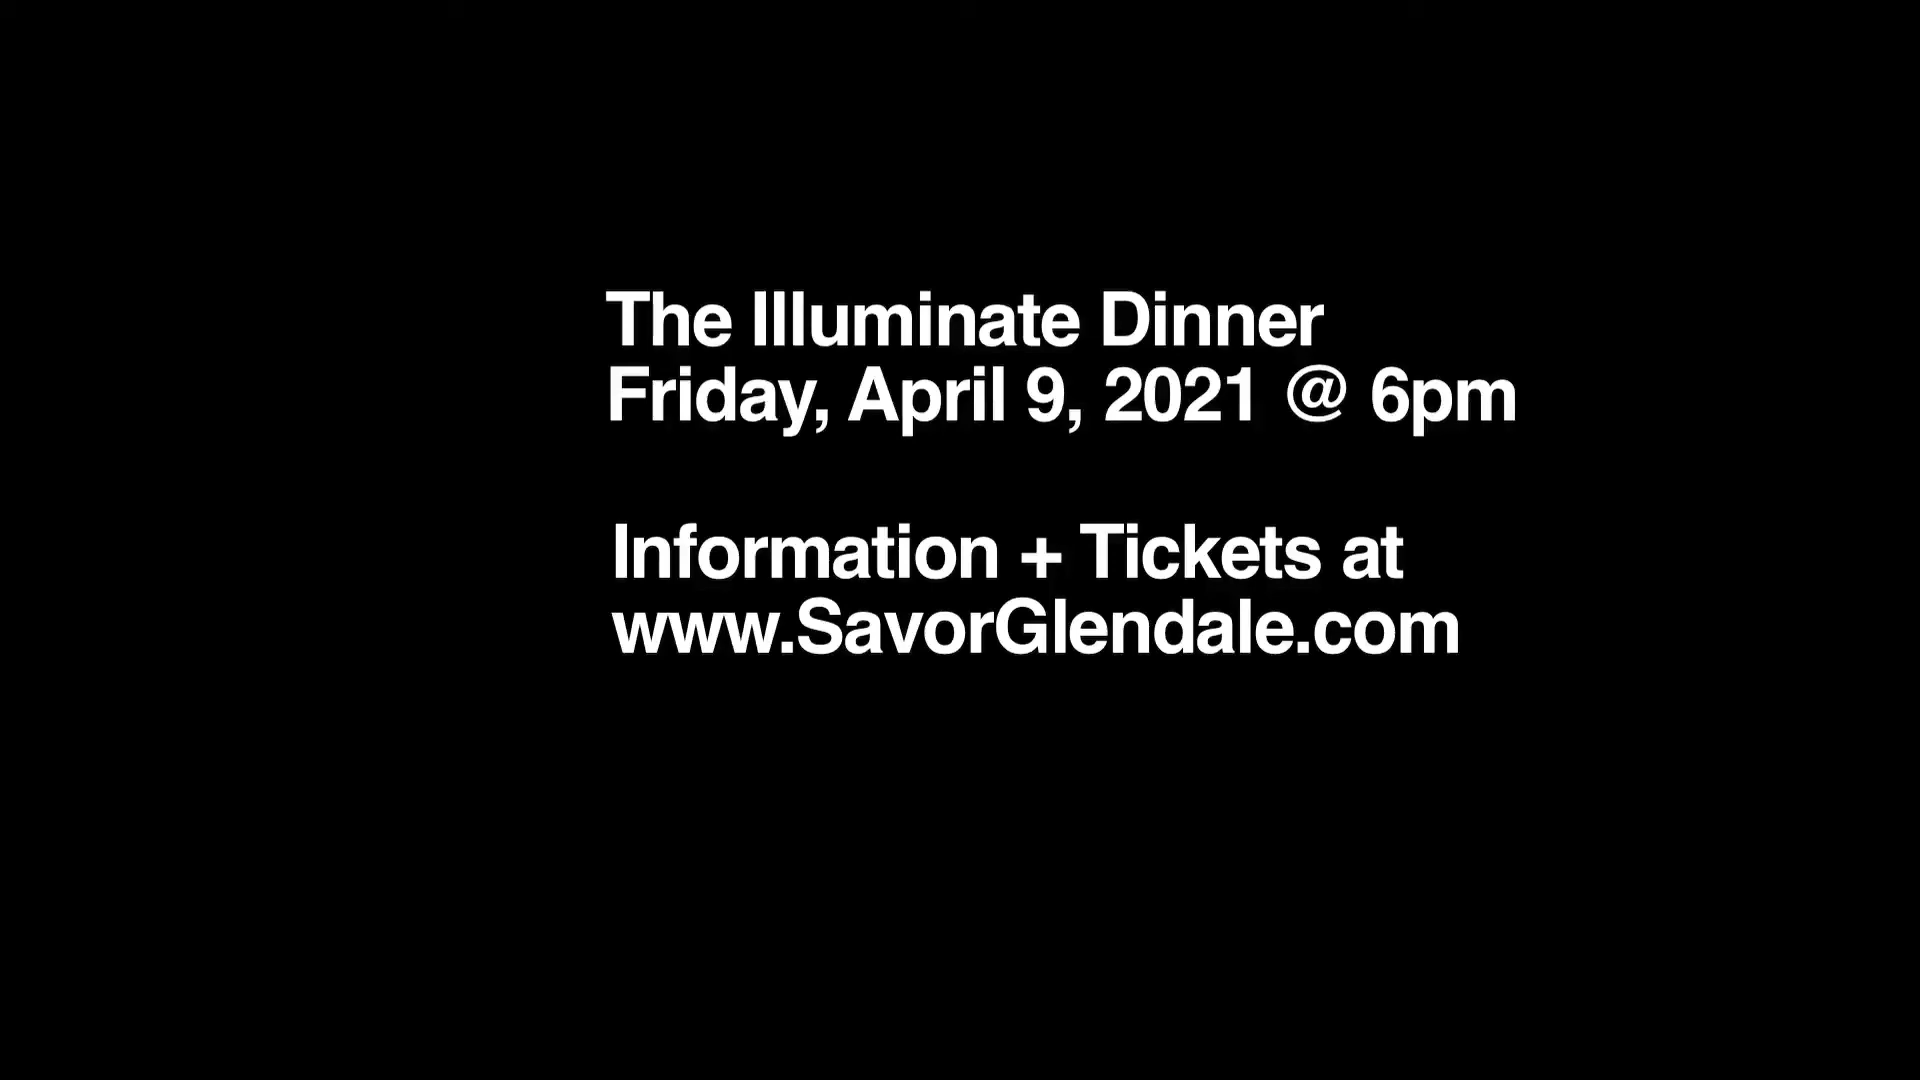 The Illuminate Dinner
Friday, April 9, 2021 @ 6pm
Information + Tickets at
www.SavorGlendale.com